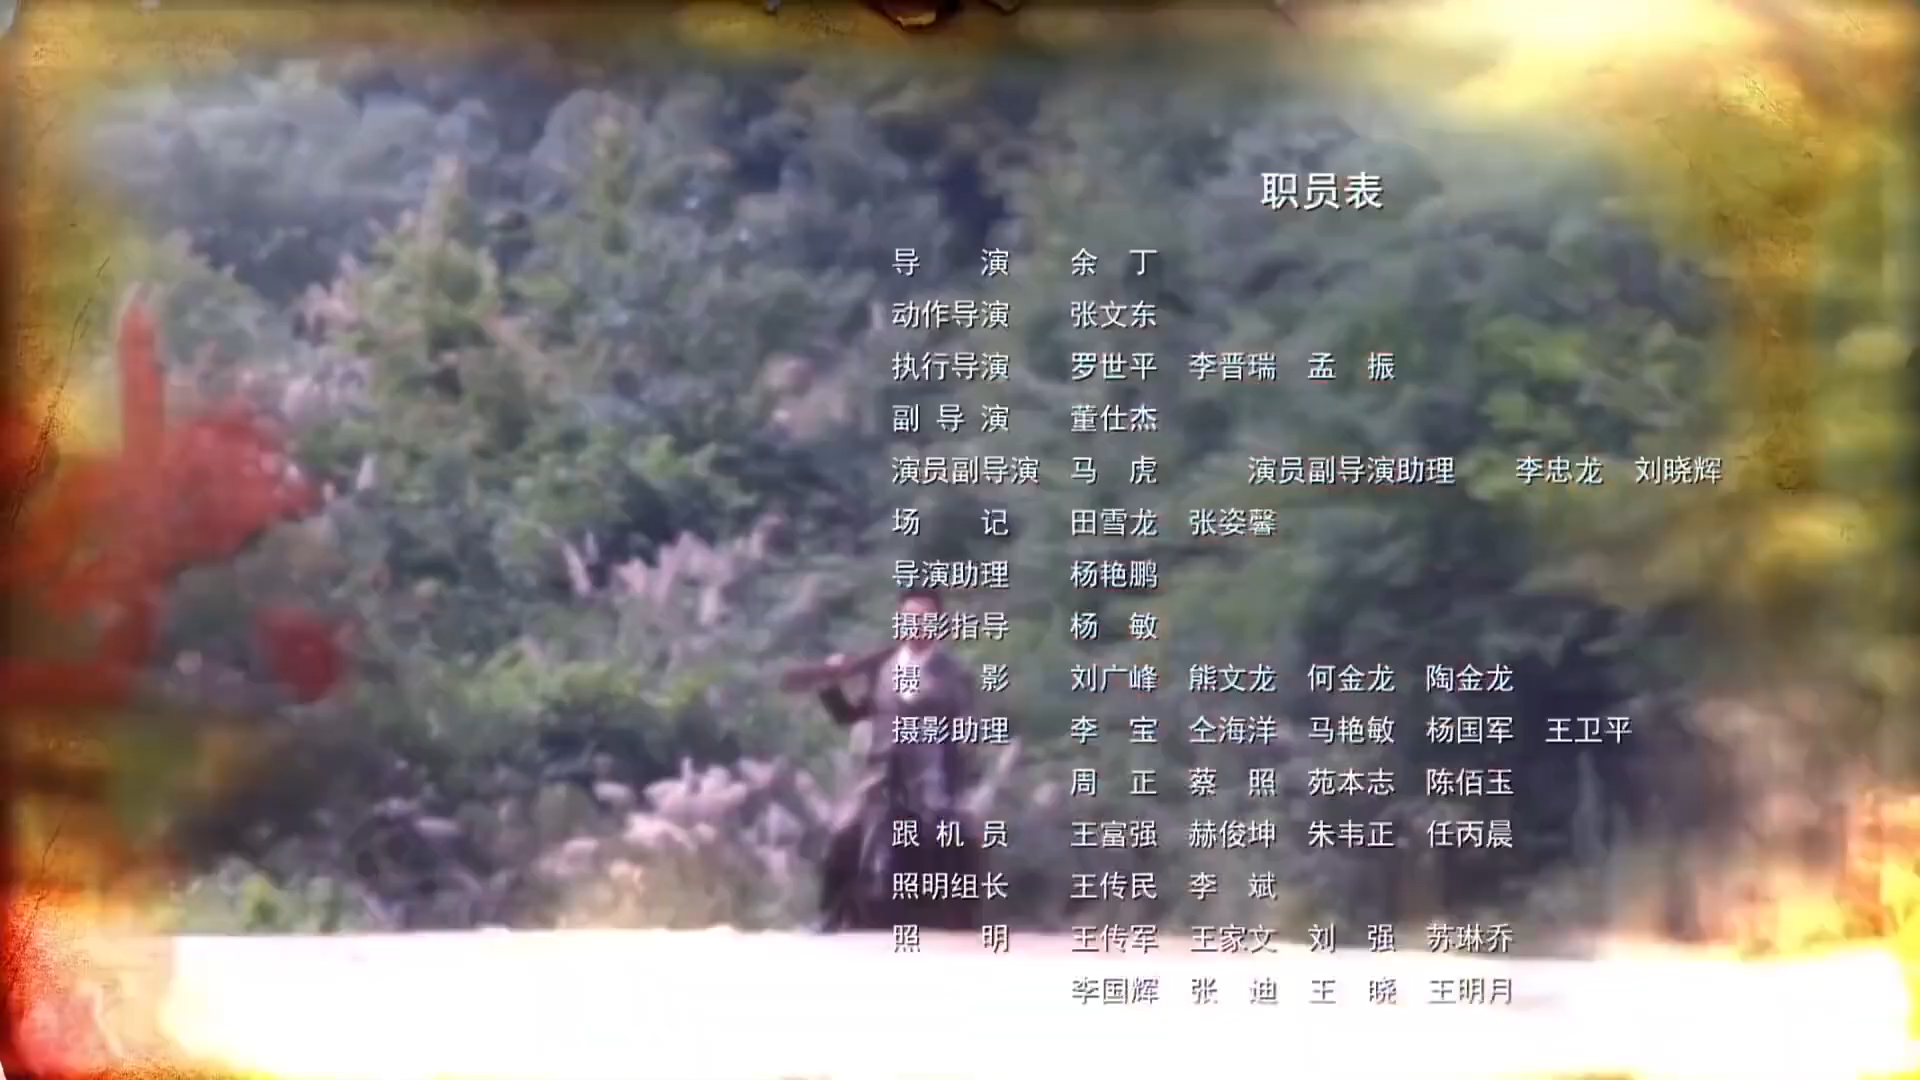 职员表
导 演 余 丁
动作导演 张文东
执行导演 罗世平 李晋瑞 孟 振
副 导 演 董仕杰
演员副导演 马 虎 演员副导演助理 李忠龙 刘晓辉
场 记 田雪龙 张姿馨
导演助理 杨艳鹏
摄影指导 杨 敏
摄 影 刘广峰 熊文龙 何金龙 陶金龙
摄影助理 李 宝 仝海洋 马艳敏 杨国军 王卫平
周 正 蔡 照 苑本志 陈佰玉
跟 机 员 王富强 赫俊坤 朱韦正 任丙晨
照明组长 王传民 李 斌
照 明 王传军 王家文 刘 强 苏琳乔
李国辉 张 迪 王 晓 王明月